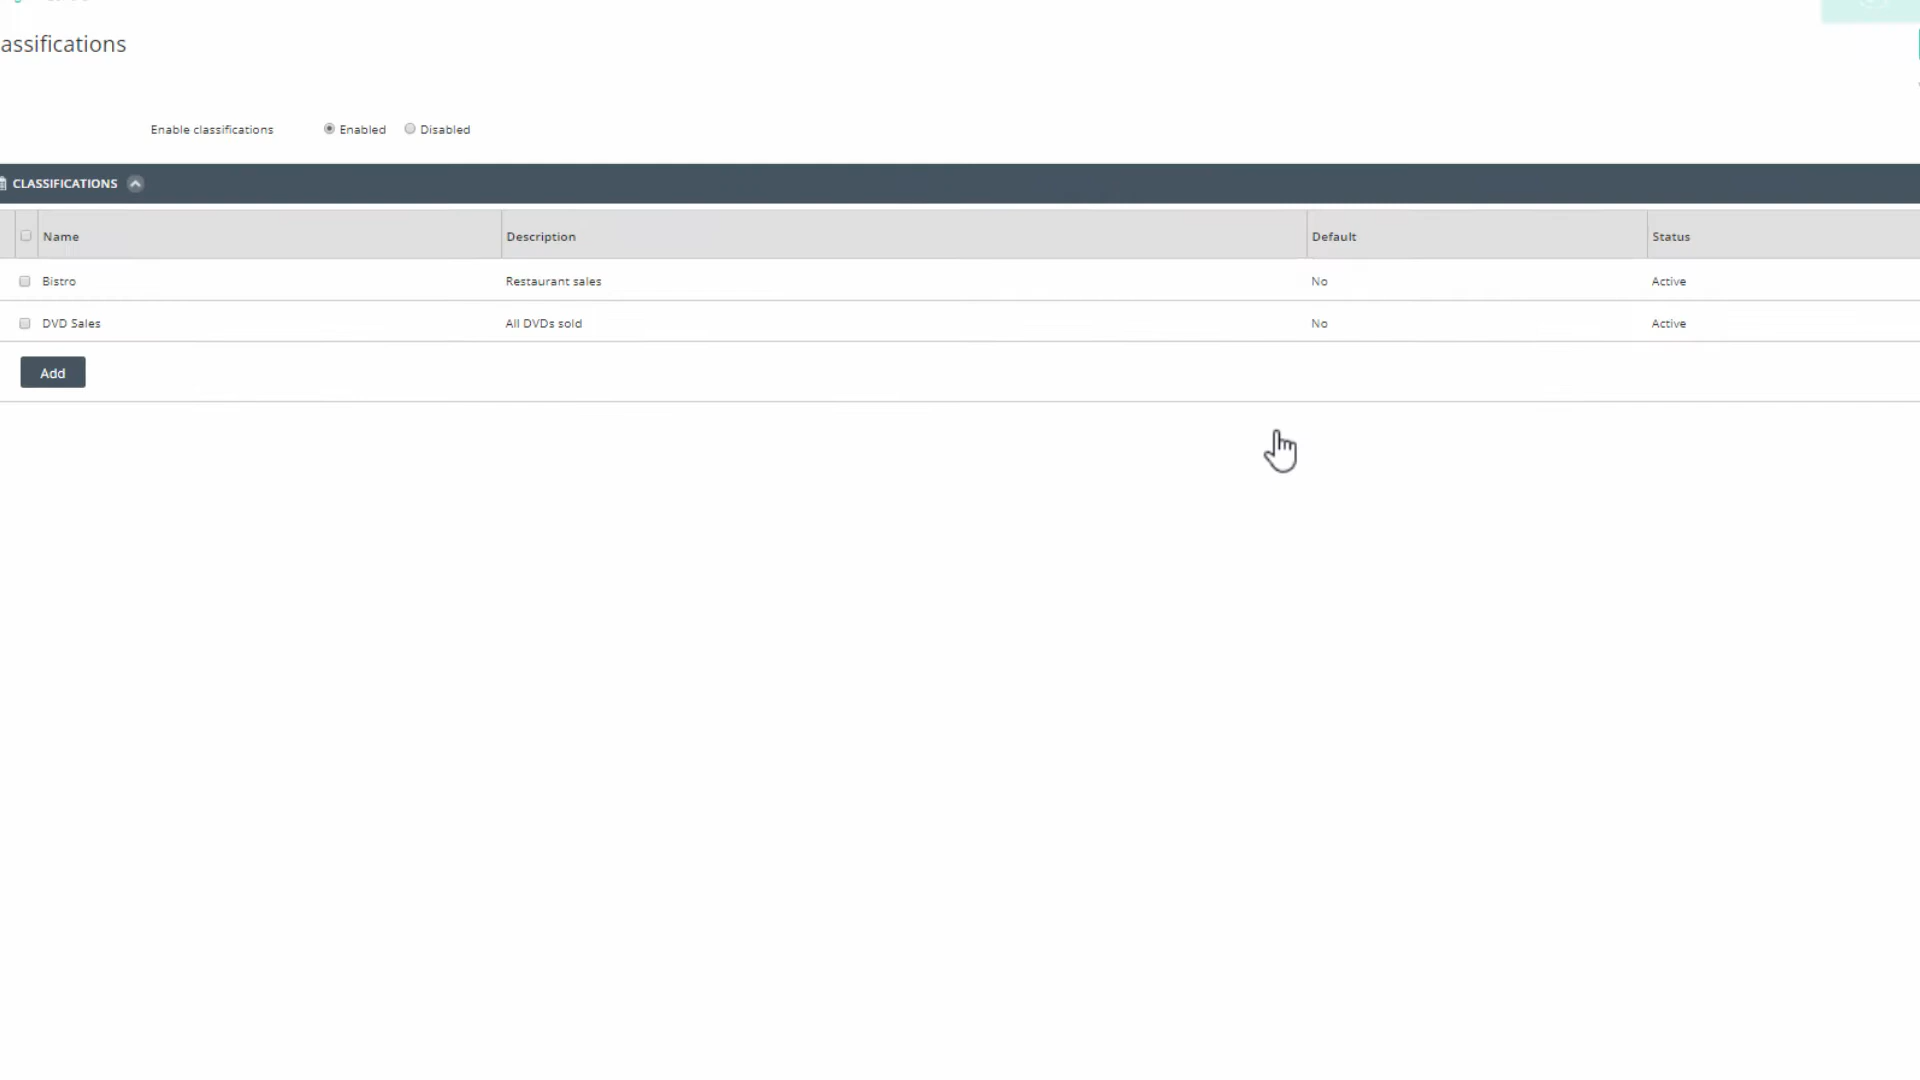 assifications
Enable classifications Enabled Disabled
CLASSIFICATIONS
Name Description Default Status
Bistro Restaurant sales No Active
DVD Sales All DVDs sold No Active
Add